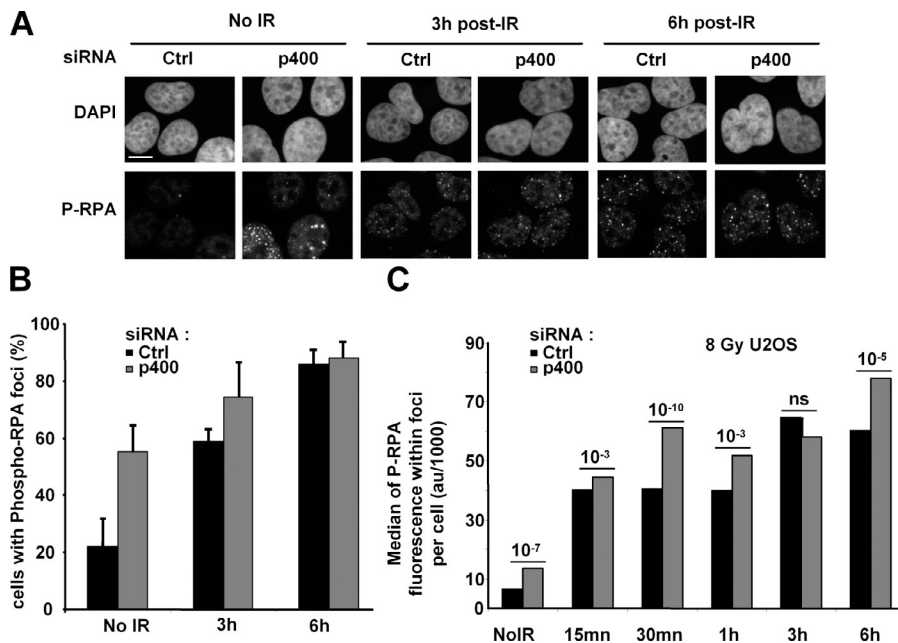 A
No IR
3h post-IR
6h post-IR
siRNA
Ctrl
p400
Ctrl
p400
Ctrl
p400
DAPI
P-RPA
B
cells with Phospho-RPA foci (%)
100
80
60
40
20
0
siRNA :
Ctrl
p400
No IR
3h
6h
C
Median of P-RPA
fluorescence within foci
per cell (au/1000)
90
70
50
30
10
0
siRNA :
Ctrl
p400
8 Gy U2OS
10-7
10-3
10-10
10-3
ns
10-5
NoIR
15mn
30mn
1h
3h
6h